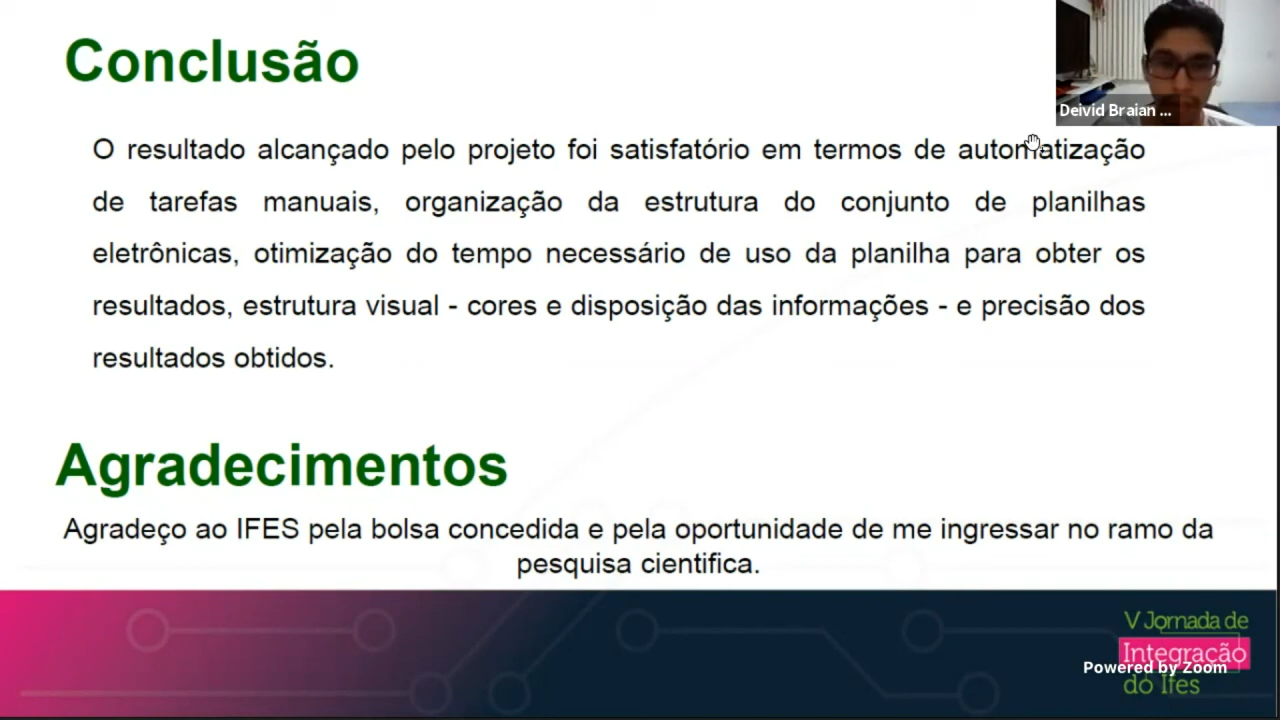 Conclusão
Deivid Braian ...
O resultado alcançado pelo projeto foi satisfatório em termos de automatização
de tarefas manuais, organização da estrutura do conjunto de planilhas
eletrônicas, otimização do tempo necessário de uso da planilha para obter os
resultados, estrutura visual - cores e disposição das informações - e precisão dos
resultados obtidos.
Agradecimentos
Agradeço ao IFES pela bolsa concedida e pela oportunidade de me ingressar no ramo da
pesquisa cientifica.
V Jornada de
Integração
do Ifes
Powered by Zoom